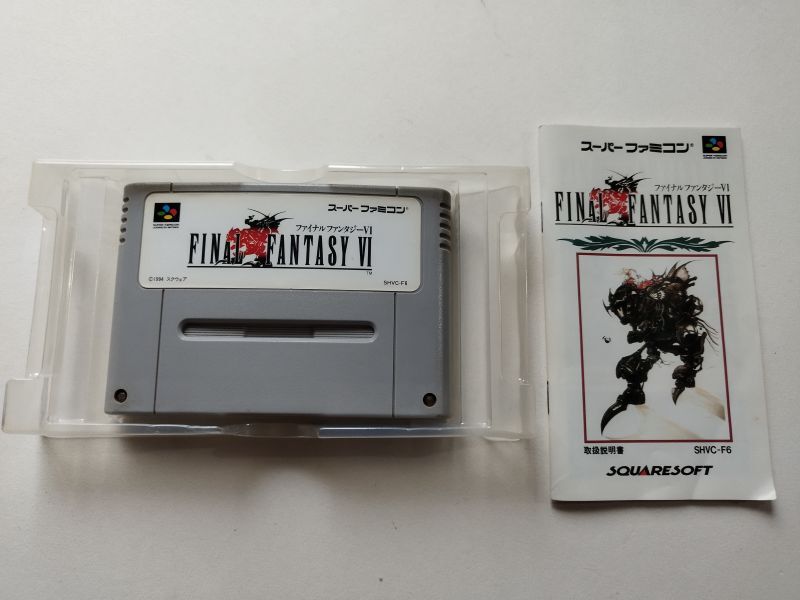 スーパーファミコン®
ファイナルファンタジーVI
FINAL FANTASY VI
TM
©1994 スクウェア
SHVC-F6
スーパーファミコン®
ファイナルファンタジーVI
FINAL FANTASY VI
取扱説明書
SHVC-F6
SQUARESOFT